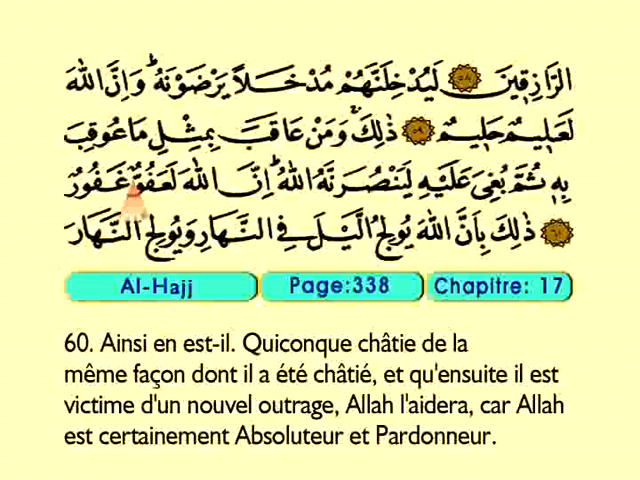 الرَّازِقِينَ ٥٨ لَيُدْخِلَنَّهُم مُّدْخَلًا يَرْضَوْنَهُ وَإِنَّ اللَّهَ
لَعَلِيمٌ حَلِيمٌ ٥٩ ذَٰلِكَ وَمَنْ عَاقَبَ بِمِثْلِ مَا عُوقِبَ
بِهِ ثُمَّ بُغِيَ عَلَيْهِ لَيَنصُرَنَّهُ اللَّهُ إِنَّ اللَّهَ لَعَفُوٌّ غَفُورٌ
٦٠ ذَٰلِكَ بِأَنَّ اللَّهَ يُولِجُ اللَّيْلَ فِي النَّهَارِ وَيُولِجُ النَّهَارَ
Al-Hajj Page:338 Chapitre: 17
60. Ainsi en est-il. Quiconque châtie de la
même façon dont il a été châtié, et qu'ensuite il est
victime d'un nouvel outrage, Allah l'aidera, car Allah
est certainement Absoluteur et Pardonneur.